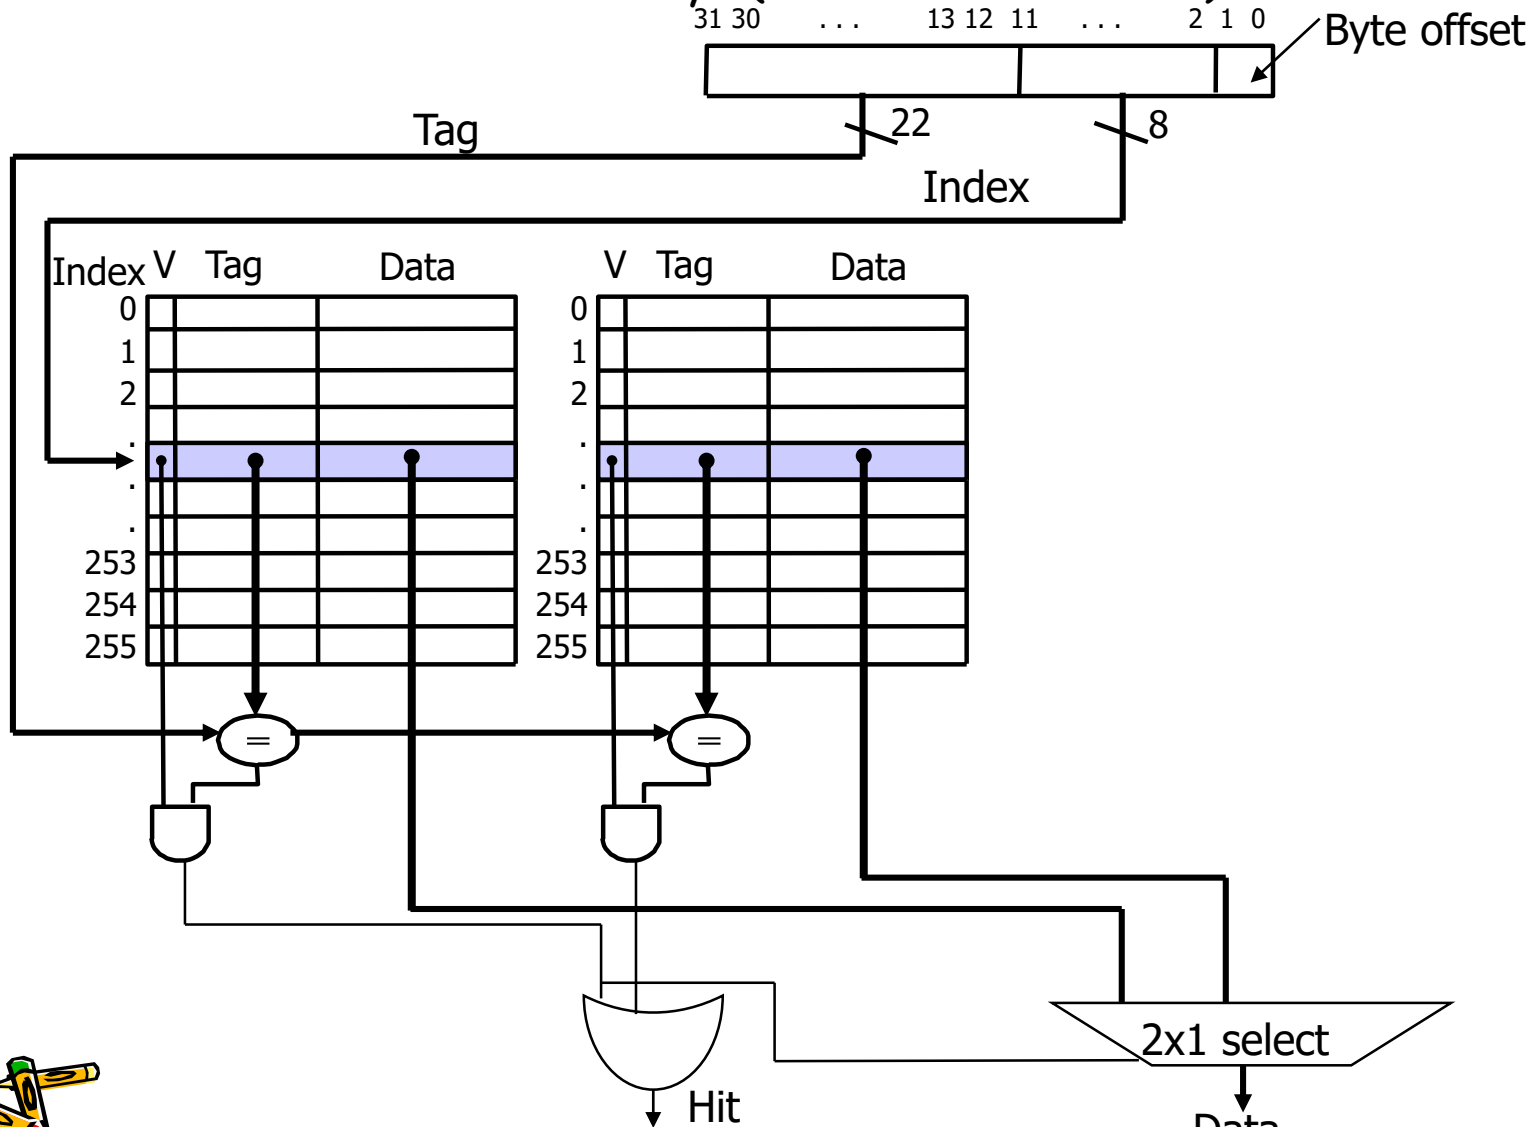 31 30 . . . 13 12 11 . . . 2 1 0
Byte offset
22
8
Tag
Index
Index V Tag Data
V Tag Data
0
1
2
.
.
.
253
254
255
0
1
2
.
.
.
253
254
255
=
=
2x1 select
Hit
Data